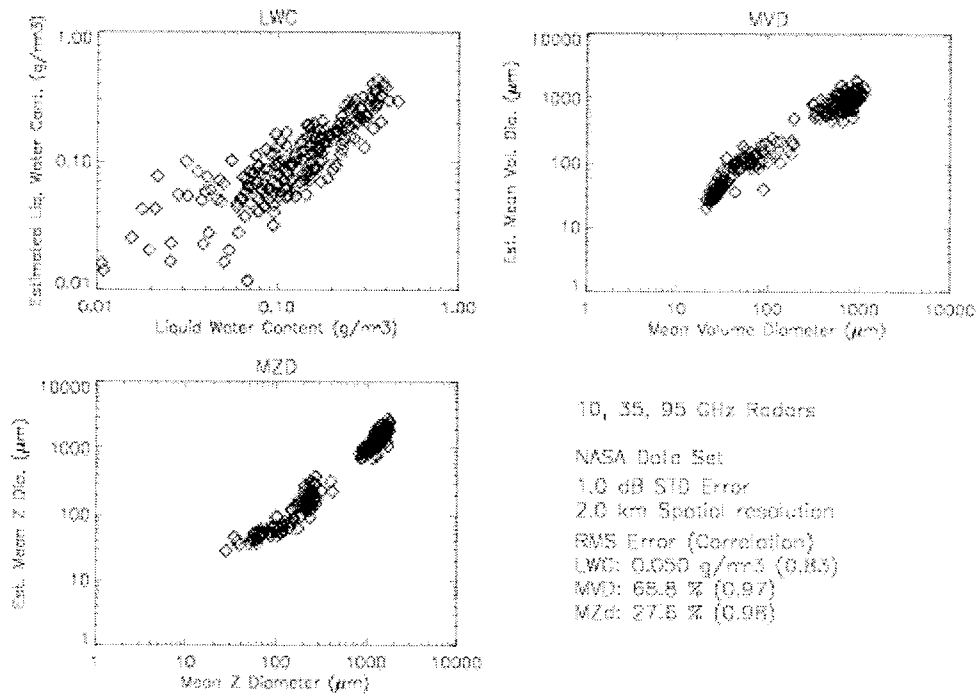 LWC
1.00
0.10
0.01
Estimated Liq. Water Cont. (g/m3)
0.01 0.10 1.00
Liquid Water Content (g/m3)
MVD
10000
1000
100
10
1
Est. Mean Vol. Dia. (μm)
1 10 100 1000 10000
Mean Volume Diameter (μm)
MZD
10000
1000
100
10
1
Est. Mean Z Dia. (μm)
1 10 100 1000 10000
Mean Z Diameter (μm)
10, 35, 95 GHz Radars
NASA Data Set
1.0 dB STD Error
2.0 km Spatial resolution
RMS Error (Correlation)
LWC: 0.050 g/m3 (0.83)
MVD: 68.8 % (0.97)
MZd: 27.6 % (0.98)